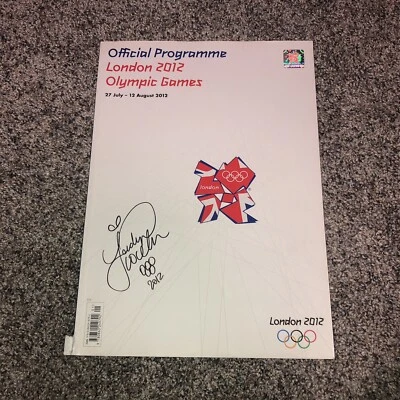 Official Programme
London 2012
Olympic Games
27 July – 12 August 2012
london
2012
London 2012